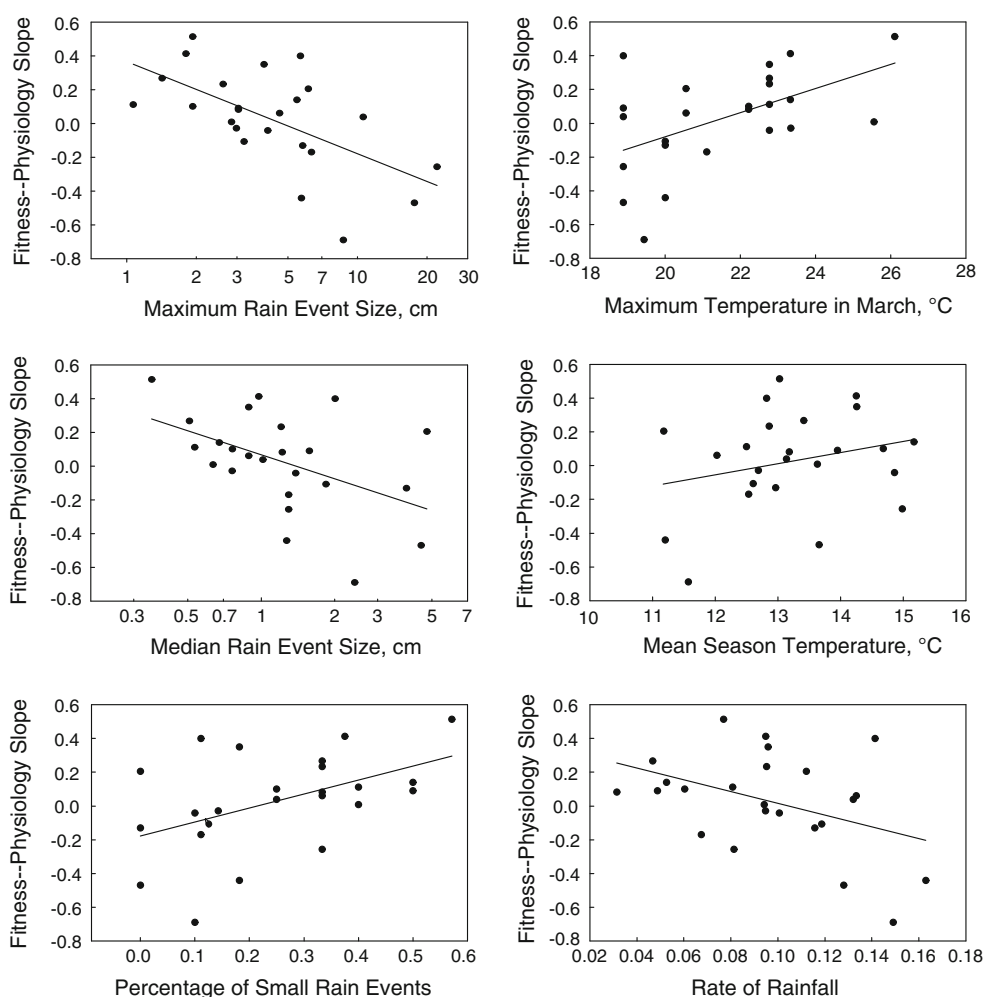 Fitness--Physiology Slope
0.6
0.4
0.2
0.0
-0.2
-0.4
-0.6
-0.8
1 2 3 5 7 10 20 30
Maximum Rain Event Size, cm
Fitness--Physiology Slope
0.6
0.4
0.2
0.0
-0.2
-0.4
-0.6
-0.8
18 20 22 24 26 28
Maximum Temperature in March, °C
Fitness--Physiology Slope
0.6
0.4
0.2
0.0
-0.2
-0.4
-0.6
-0.8
0.3 0.5 0.7 1 2 3 5 7
Median Rain Event Size, cm
Fitness--Physiology Slope
0.6
0.4
0.2
0.0
-0.2
-0.4
-0.6
-0.8
10 11 12 13 14 15 16
Mean Season Temperature, °C
Fitness--Physiology Slope
0.6
0.4
0.2
0.0
-0.2
-0.4
-0.6
-0.8
0.0 0.1 0.2 0.3 0.4 0.5 0.6
Percentage of Small Rain Events
Fitness--Physiology Slope
0.6
0.4
0.2
0.0
-0.2
-0.4
-0.6
-0.8
0.02 0.04 0.06 0.08 0.10 0.12 0.14 0.16 0.18
Rate of Rainfall